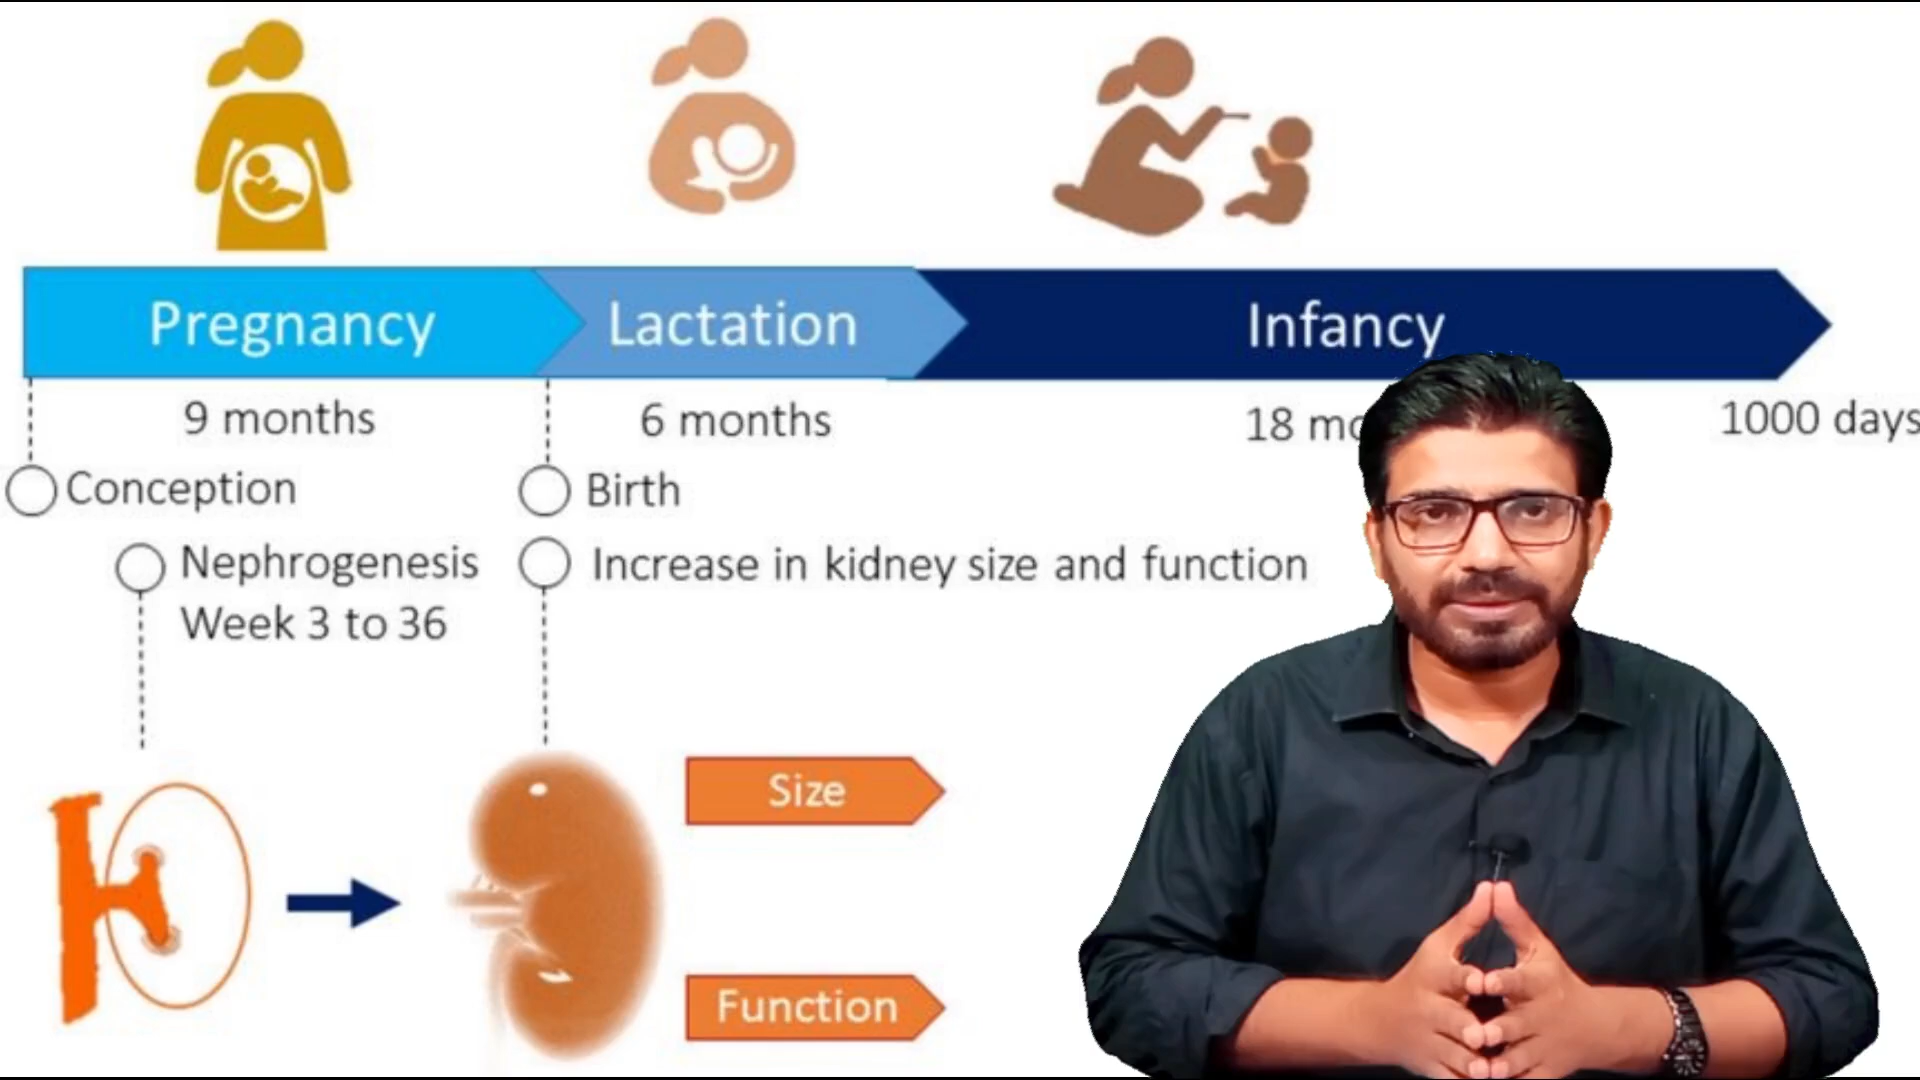 Pregnancy
Lactation
Infancy
9 months
6 months
18
1000 days
Conception
Birth
Nephrogenesis
Week 3 to 36
Increase in kidney size and function
Size
Function